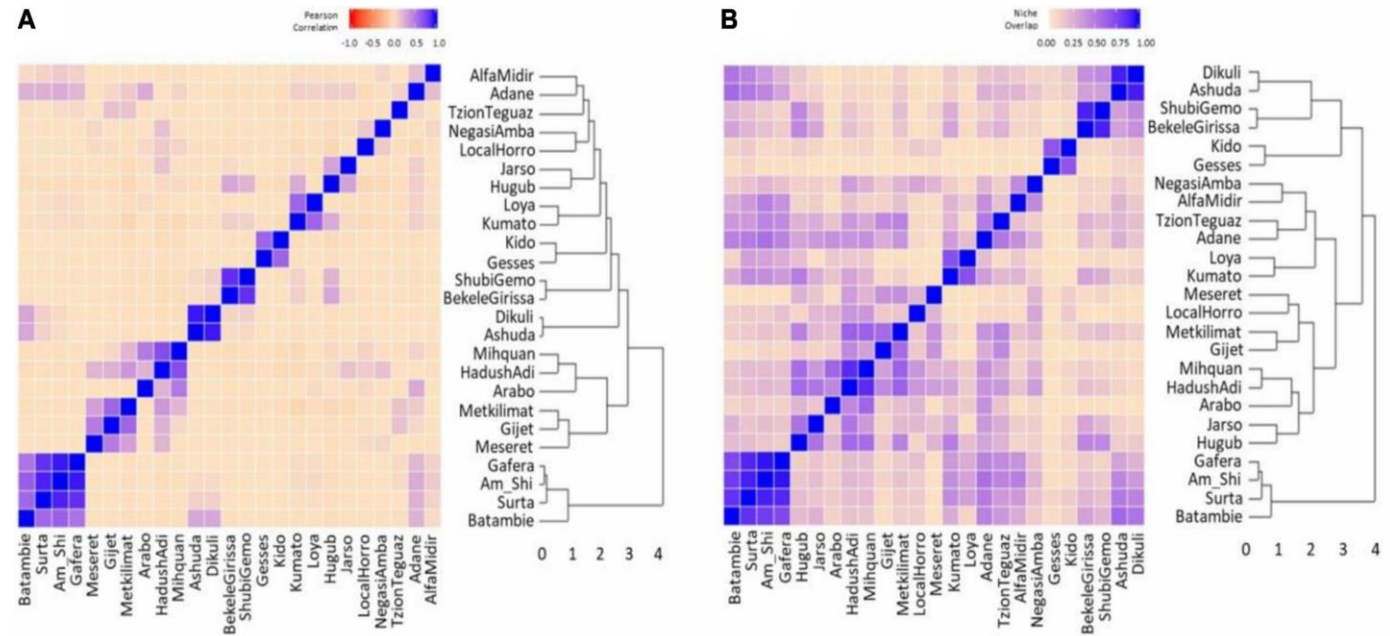 A
Pearson
Correlation
-1.0 -0.5 0.0 0.5 1.0
AlfaMidir
Adane
TzionTeguaz
NegasiAmba
LocalHorro
Jarso
Hugub
Loya
Kumato
Kido
Gesses
ShubiGemo
BekeleGirissa
Dikuli
Ashuda
Mihquan
HadushAdi
Arabo
Metkilimat
Gijet
Meseret
Gafera
Am_Shi
Surta
Batambie
0 1 2 3 4
Batambie
Surta
Am_Shi
Gafera
Meseret
Gijet
Metkilimat
Arabo
HadushAdi
Mihquan
Ashuda
Dikuli
BekeleGirissa
ShubiGemo
Gesses
Kido
Kumato
Loya
Hugub
Jarso
LocalHorro
NegasiAmba
TzionTeguaz
Adane
AlfaMidir
B
Niche
Overlap
0.00 0.25 0.50 0.75 1.00
Dikuli
Ashuda
ShubiGemo
BekeleGirissa
Kido
Gesses
NegasiAmba
AlfaMidir
TzionTeguaz
Adane
Loya
Kumato
Meseret
LocalHorro
Metkilimat
Gijet
Mihquan
HadushAdi
Arabo
Jarso
Hugub
Gafera
Am_Shi
Surta
Batambie
0 1 2 3 4
Batambie
Surta
Am_Shi
Gafera
Hugub
Jarso
Arabo
HadushAdi
Mihquan
Gijet
Metkilimat
LocalHorro
Meseret
Kumato
Loya
Adane
TzionTeguaz
AlfaMidir
NegasiAmba
Gesses
Kido
BekeleGirissa
ShubiGemo
Ashuda
Dikuli